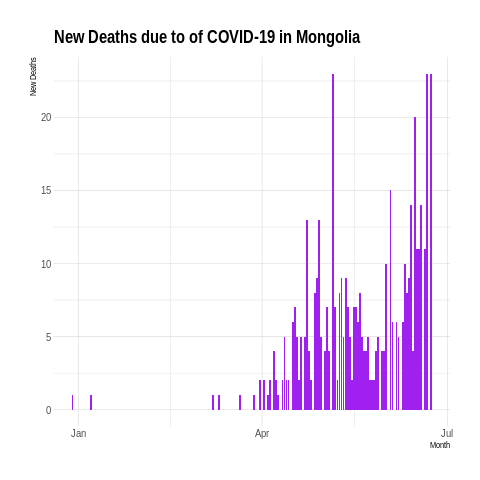 New Deaths due to of COVID-19 in Mongolia
New Deaths
20
15
10
5
0
Jan
Apr
Jul
Month